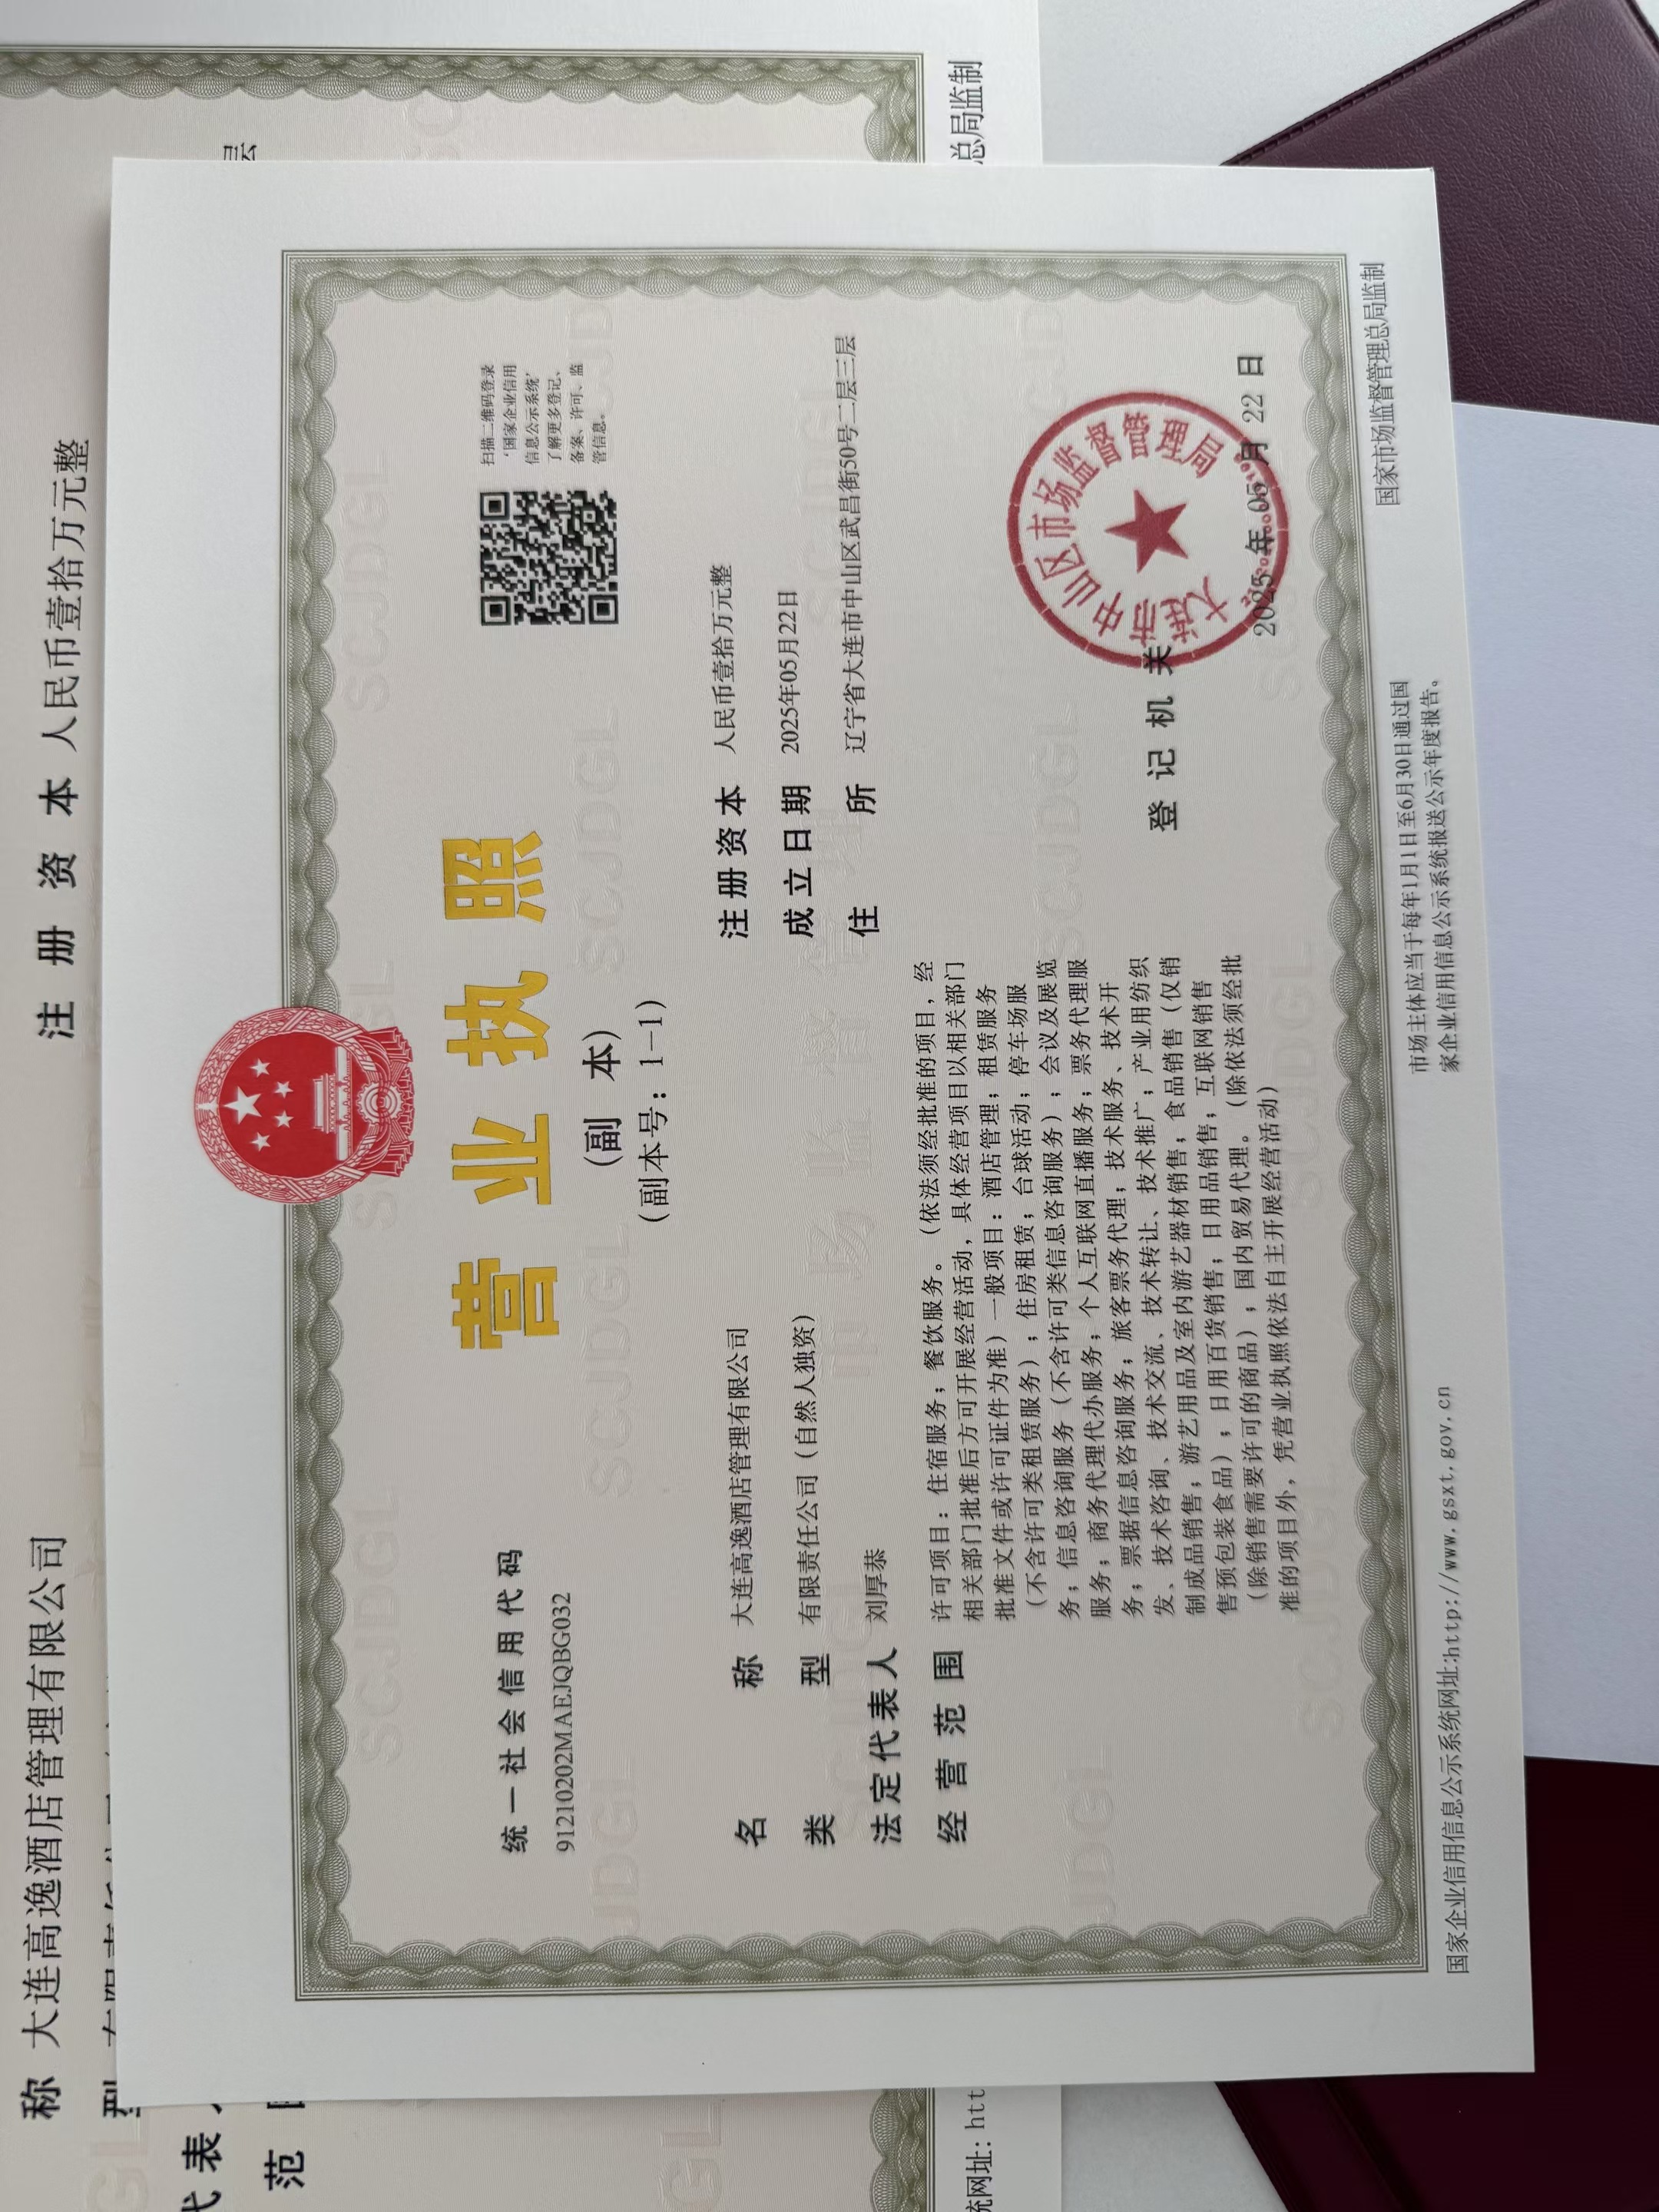 营业执照
(副 本)
(副本号：1-1)
统一社会信用代码
91210202MAEJQBG032
扫描二维码登录
‘国家企业信用
信息公示系统’
了解更多登记、
备案、许可、监
管信息。
名 称 大连高逸酒店管理有限公司
类 型 有限责任公司（自然人独资）
法定代表人 刘厚恭
经营范围 许可项目：住宿服务；餐饮服务。（依法须经批准的项目，经
相关部门批准后方可开展经营活动，具体经营项目以相关部门
批准文件或许可证件为准）一般项目：酒店管理；租赁服务
（不含许可类租赁服务）；住房租赁；台球活动；停车场服
务；信息咨询服务（不含许可类信息咨询服务）；会议及展览
服务；商务代理代办服务；个人互联网直播服务；票务代理服
务；票据信息咨询服务；旅客票务代理；技术服务、技术开
发、技术咨询、技术交流、技术转让、技术推广；产业用纺织
制成品销售；游艺用品及室内游艺器材销售；食品销售（仅销
售预包装食品）；日用百货销售；日用品销售；互联网销售
（除销售需要许可的商品）；国内贸易代理。（除依法须经批
准的项目外，凭营业执照依法自主开展经营活动）
注册资本 人民币壹拾万元整
成立日期 2025年05月22日
住 所 辽宁省大连市中山区武昌街50号二层三层
登记机关
大连市中山区市场监督管理局
2025 年 05 月 22 日
国家企业信用信息公示系统网址:http://www.gsxt.gov.cn
市场主体应当于每年1月1日至6月30日通过国
家企业信用信息公示系统报送公示年度报告。
国家市场监督管理总局监制
称 大连高逸酒店管理有限公司
注 册 资 本 人民币壹拾万元整
型
代表
范
层
统网址: htt
总局监制
SCJDGL